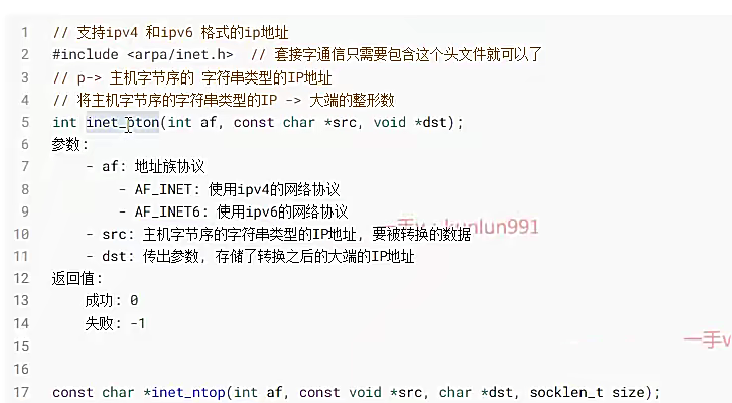 1 // 支持ipv4 和ipv6 格式的ip地址
2 #include <arpa/inet.h> // 套接字通信只需要包含这个头文件就可以了
3 // p-> 主机字节序的 字符串类型的IP地址
4 // 将主机字节序的字符串类型的IP -> 大端的整形数
5 int inet_pton(int af, const char *src, void *dst);
6 参数:
7 - af: 地址族协议
8 - AF_INET: 使用ipv4的网络协议
9 - AF_INET6: 使用ipv6的网络协议
一手v：kunlun991
10 - src: 主机字节序的字符串类型的IP地址, 要被转换的数据
11 - dst: 传出参数, 存储了转换之后的大端的IP地址
12 返回值:
13 成功: 0
14 失败: -1
15
一手v
16
17 const char *inet_ntop(int af, const void *src, char *dst, socklen_t size);